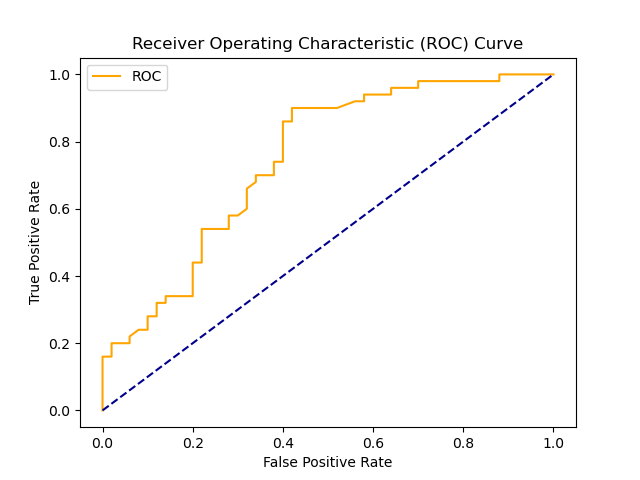 Receiver Operating Characteristic (ROC) Curve
ROC
1.0
0.8
0.6
0.4
0.2
0.0
True Positive Rate
0.0 0.2 0.4 0.6 0.8 1.0
False Positive Rate